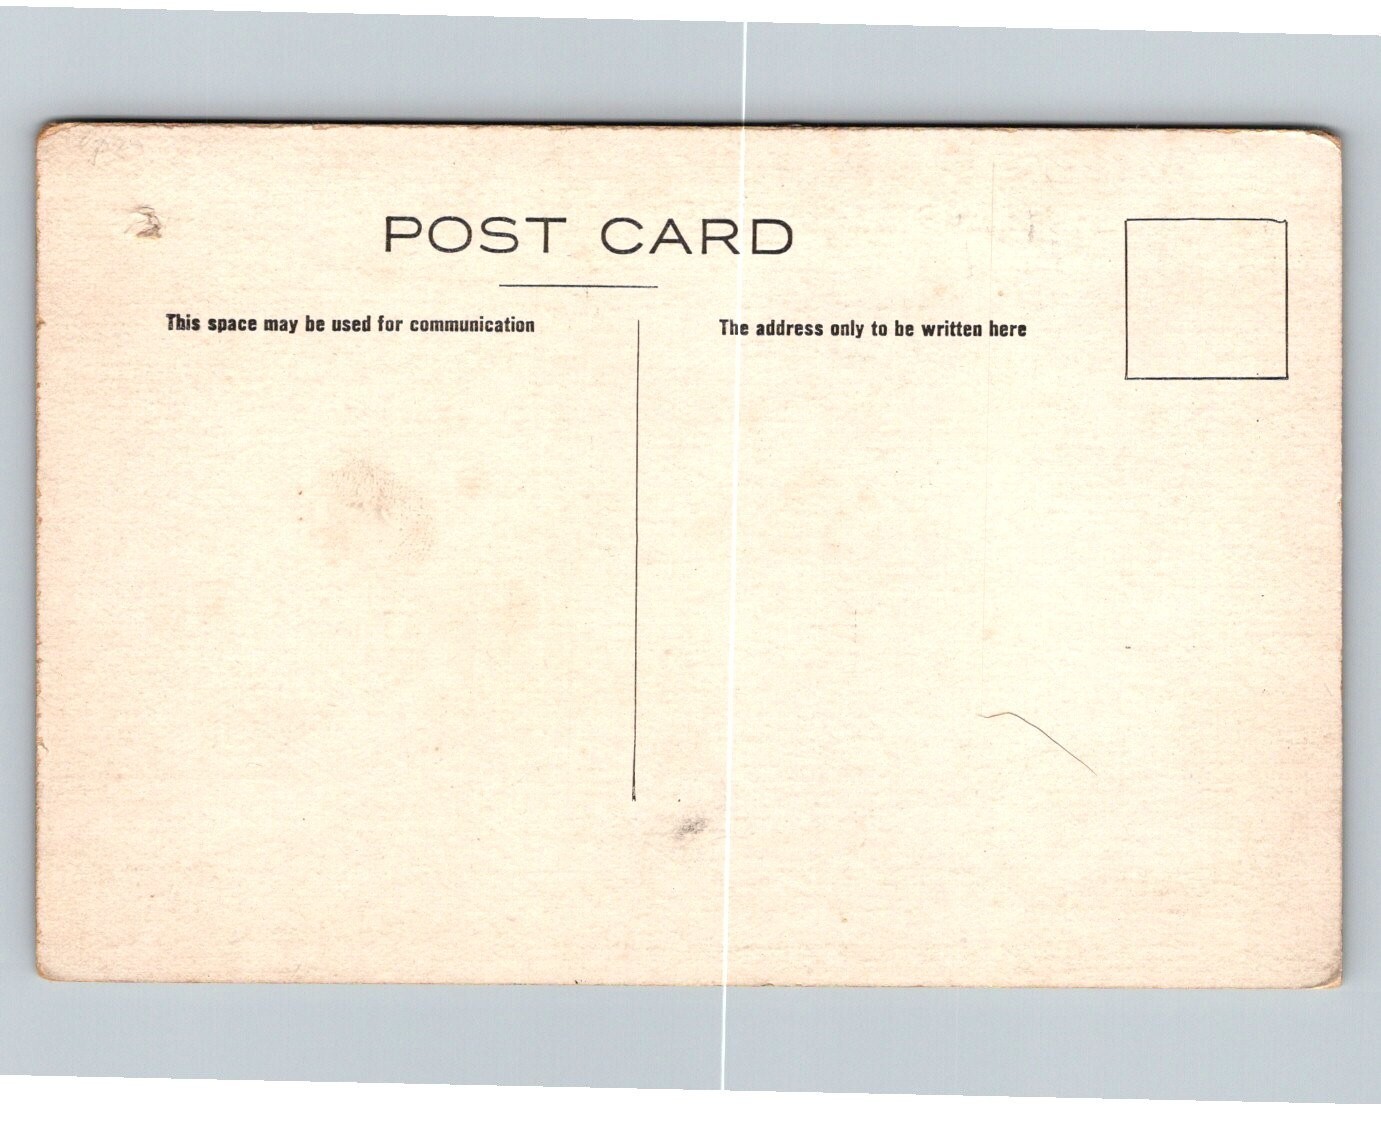 POST CARD
This space may be used for communication
The address only to be written here